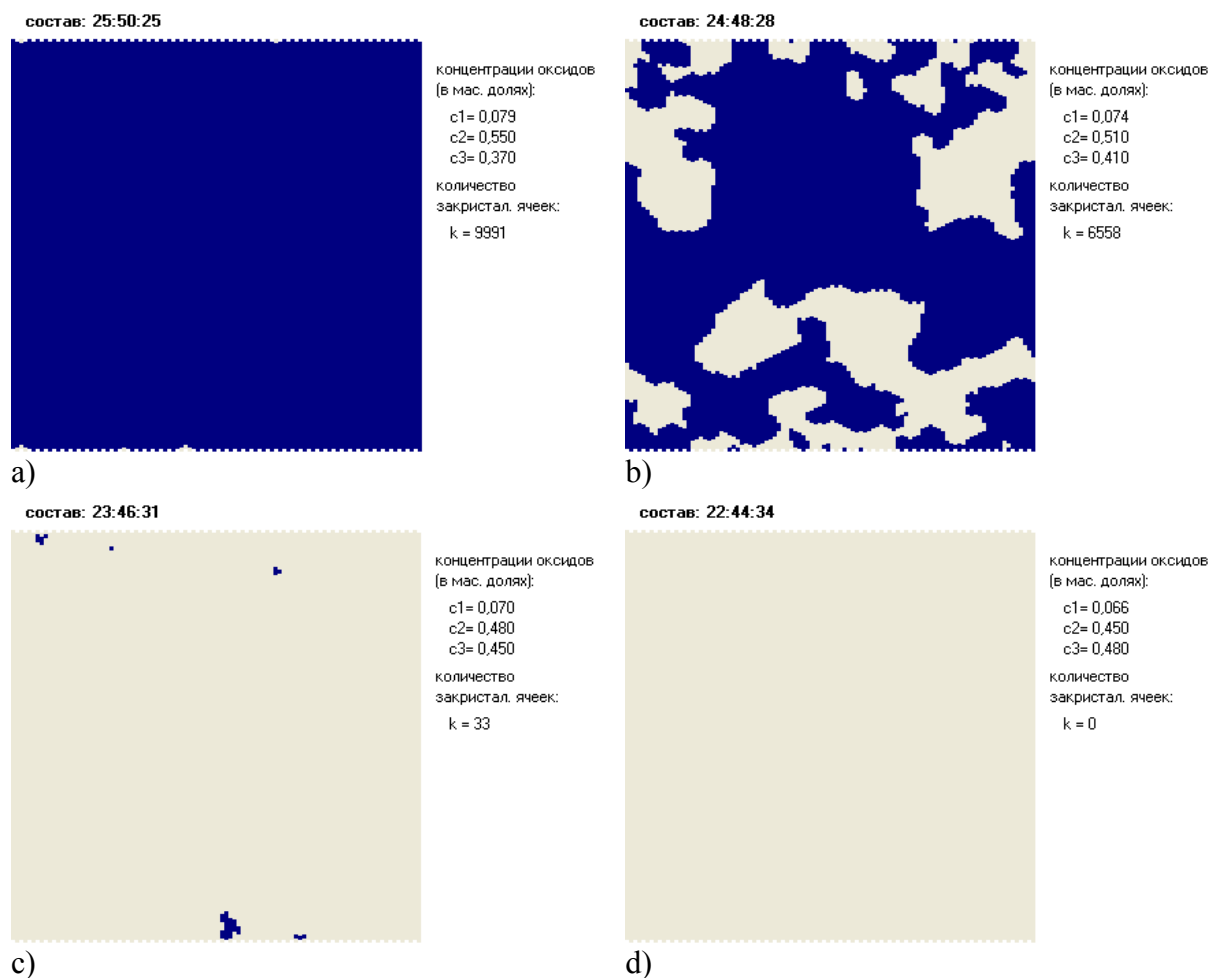 состав: 25:50:25
концентрации оксидов
(в мас. долях):
c1= 0,079
c2= 0,550
c3= 0,370
количество
закристал. ячеек:
k = 9991
a)
состав: 24:48:28
концентрации оксидов
(в мас. долях):
c1= 0,074
c2= 0,510
c3= 0,410
количество
закристал. ячеек:
k = 6558
b)
состав: 23:46:31
концентрации оксидов
(в мас. долях):
c1= 0,070
c2= 0,480
c3= 0,450
количество
закристал. ячеек:
k = 33
c)
состав: 22:44:34
концентрации оксидов
(в мас. долях):
c1= 0,066
c2= 0,450
c3= 0,480
количество
закристал. ячеек:
k = 0
d)